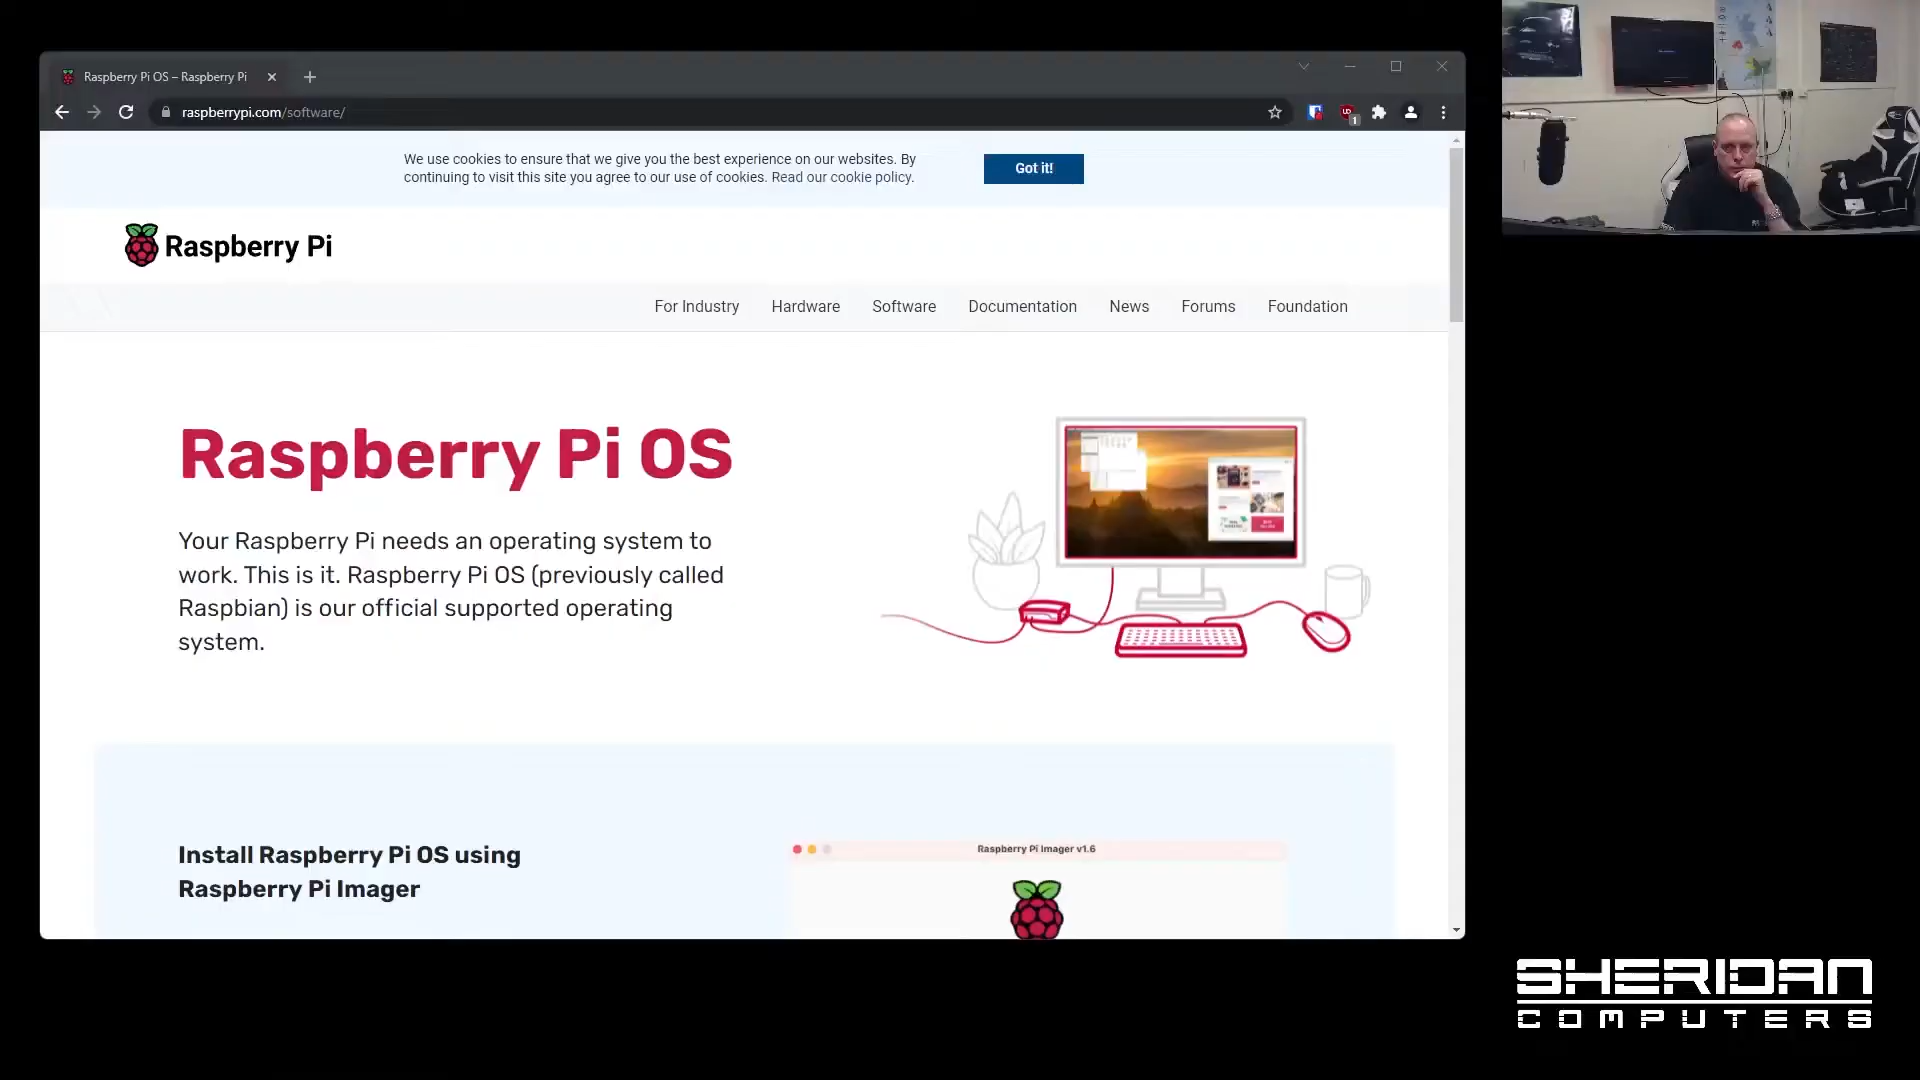 Raspberry Pi OS – Raspberry Pi
raspberrypi.com/software/
We use cookies to ensure that we give you the best experience on our websites. By
continuing to visit this site you agree to our use of cookies. Read our cookie policy.
Got it!
Raspberry Pi
For Industry
Hardware
Software
Documentation
News
Forums
Foundation
Raspberry Pi OS
Your Raspberry Pi needs an operating system to
work. This is it. Raspberry Pi OS (previously called
Raspbian) is our official supported operating
system.
Install Raspberry Pi OS using
Raspberry Pi Imager
Raspberry Pi Imager v1.6
SHERIDAN
COMPUTERS